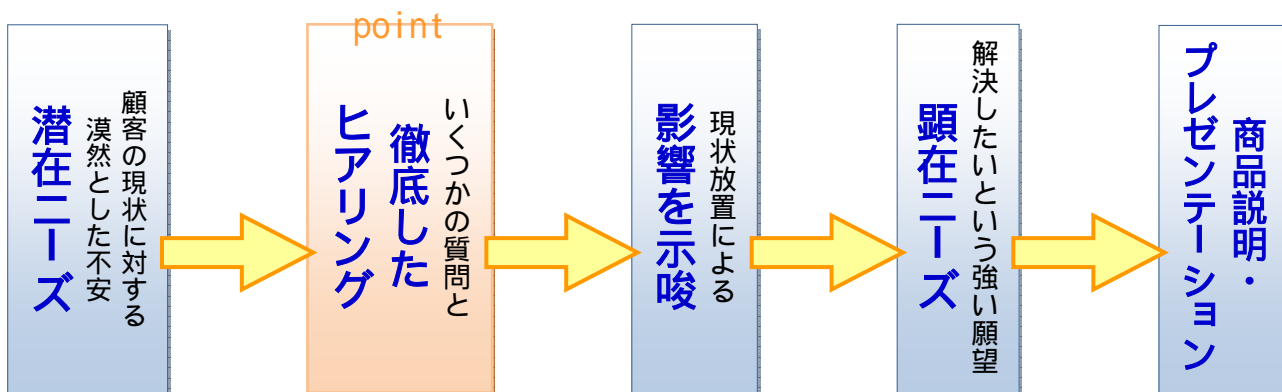 顧客の現状に対する
漠然とした不安
潜在ニーズ
point
いくつかの質問と
徹底した
ヒアリング
現状放置による
影響を示唆
解決したいという強い願望
顕在ニーズ
商品説明・
プレゼンテーション